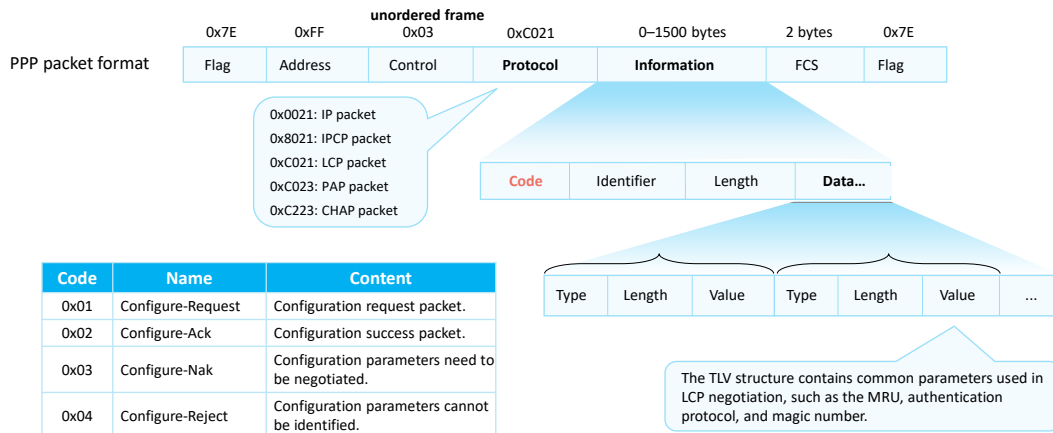 unordered frame
0x7E 0xFF 0x03 0xC021 0–1500 bytes 2 bytes 0x7E
PPP packet format Flag Address Control Protocol Information FCS Flag
0x0021: IP packet
0x8021: IPCP packet
0xC021: LCP packet
0xC023: PAP packet
0xC223: CHAP packet
Code Identifier Length Data...
Type Length Value Type Length Value ...
The TLV structure contains common parameters used in
LCP negotiation, such as the MRU, authentication
protocol, and magic number.
Code Name Content
0x01 Configure-Request Configuration request packet.
0x02 Configure-Ack Configuration success packet.
0x03 Configure-Nak Configuration parameters need to
be negotiated.
0x04 Configure-Reject Configuration parameters cannot
be identified.